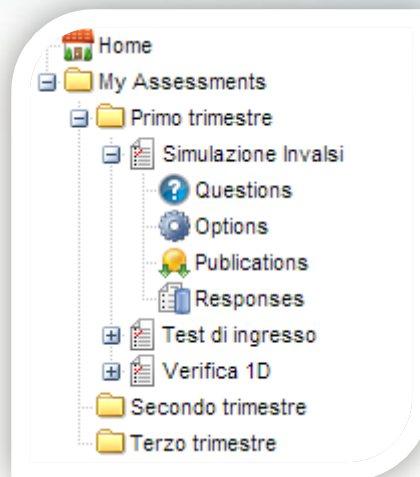 Home
My Assessments
Primo trimestre
Simulazione Invalsi
Questions
Options
Publications
Responses
Test di ingresso
Verifica 1D
Secondo trimestre
Terzo trimestre